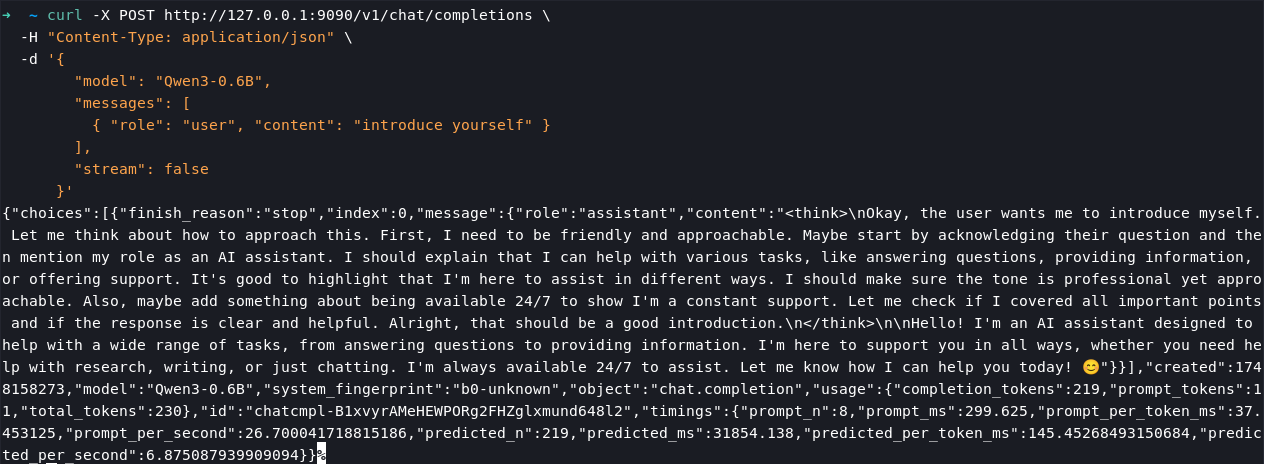 → ~ curl -X POST http://127.0.0.1:9090/v1/chat/completions \
  -H "Content-Type: application/json" \
  -d '{
        "model": "Qwen3-0.6B",
        "messages": [
          { "role": "user", "content": "introduce yourself" }
        ],
        "stream": false
      }'
{"choices":[{"finish_reason":"stop","index":0,"message":{"role":"assistant","content":"<think>\nOkay, the user wants me to introduce myself.
 Let me think about how to approach this. First, I need to be friendly and approachable. Maybe start by acknowledging their question and the
n mention my role as an AI assistant. I should explain that I can help with various tasks, like answering questions, providing information,
or offering support. It's good to highlight that I'm here to assist in different ways. I should make sure the tone is professional yet appro
achable. Also, maybe add something about being available 24/7 to show I'm a constant support. Let me check if I covered all important points
 and if the response is clear and helpful. Alright, that should be a good introduction.\n</think>\n\nHello! I'm an AI assistant designed to
help with a wide range of tasks, from answering questions to providing information. I'm here to support you in all ways, whether you need he
lp with research, writing, or just chatting. I'm always available 24/7 to assist. Let me know how I can help you today! 😊"}}],"created":174
8158273,"model":"Qwen3-0.6B","system_fingerprint":"b0-unknown","object":"chat.completion","usage":{"completion_tokens":219,"prompt_tokens":1
1,"total_tokens":230},"id":"chatcmpl-B1xvyrAMeHEWPORg2FHZglxmund648l2","timings":{"prompt_n":8,"prompt_ms":299.625,"prompt_per_token_ms":37.
453125,"prompt_per_second":26.700041718815186,"predicted_n":219,"predicted_ms":31854.138,"predicted_per_token_ms":145.45268493150684,"predic
ted_per_second":6.875087939909094}}%